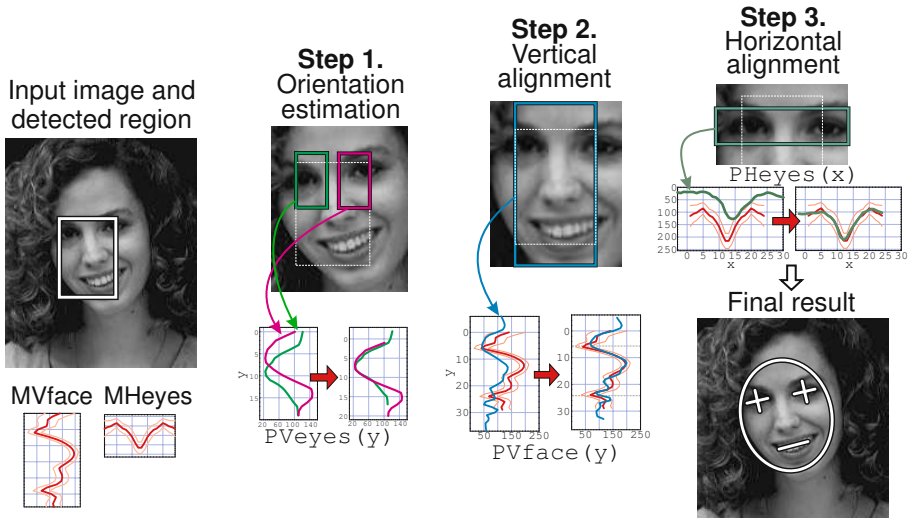 Input image and
detected region
MVface
MHeyes
Step 1.
Orientation
estimation
0
5
10
15
y
20 60 100 140
0
5
10
15
20
20 60 100 140
PVeyes(y)
Step 2.
Vertical
alignment
0
10
20
30
y
50 150 250
0
10
20
30
50 150 250
PVface(y)
Step 3.
Horizontal
alignment
PHeyes(x)
0
50
100
150
200
250
0 5 10 15 20 25 30
x
0 5 10 15 20 25 30
x
Final result